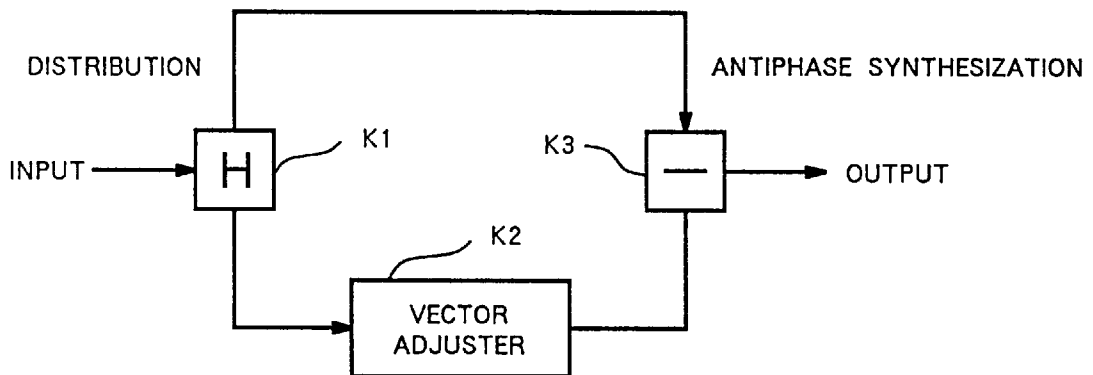 DISTRIBUTION
ANTIPHASE SYNTHESIZATION
K1
K3
INPUT
H
—
OUTPUT
K2
VECTOR
ADJUSTER